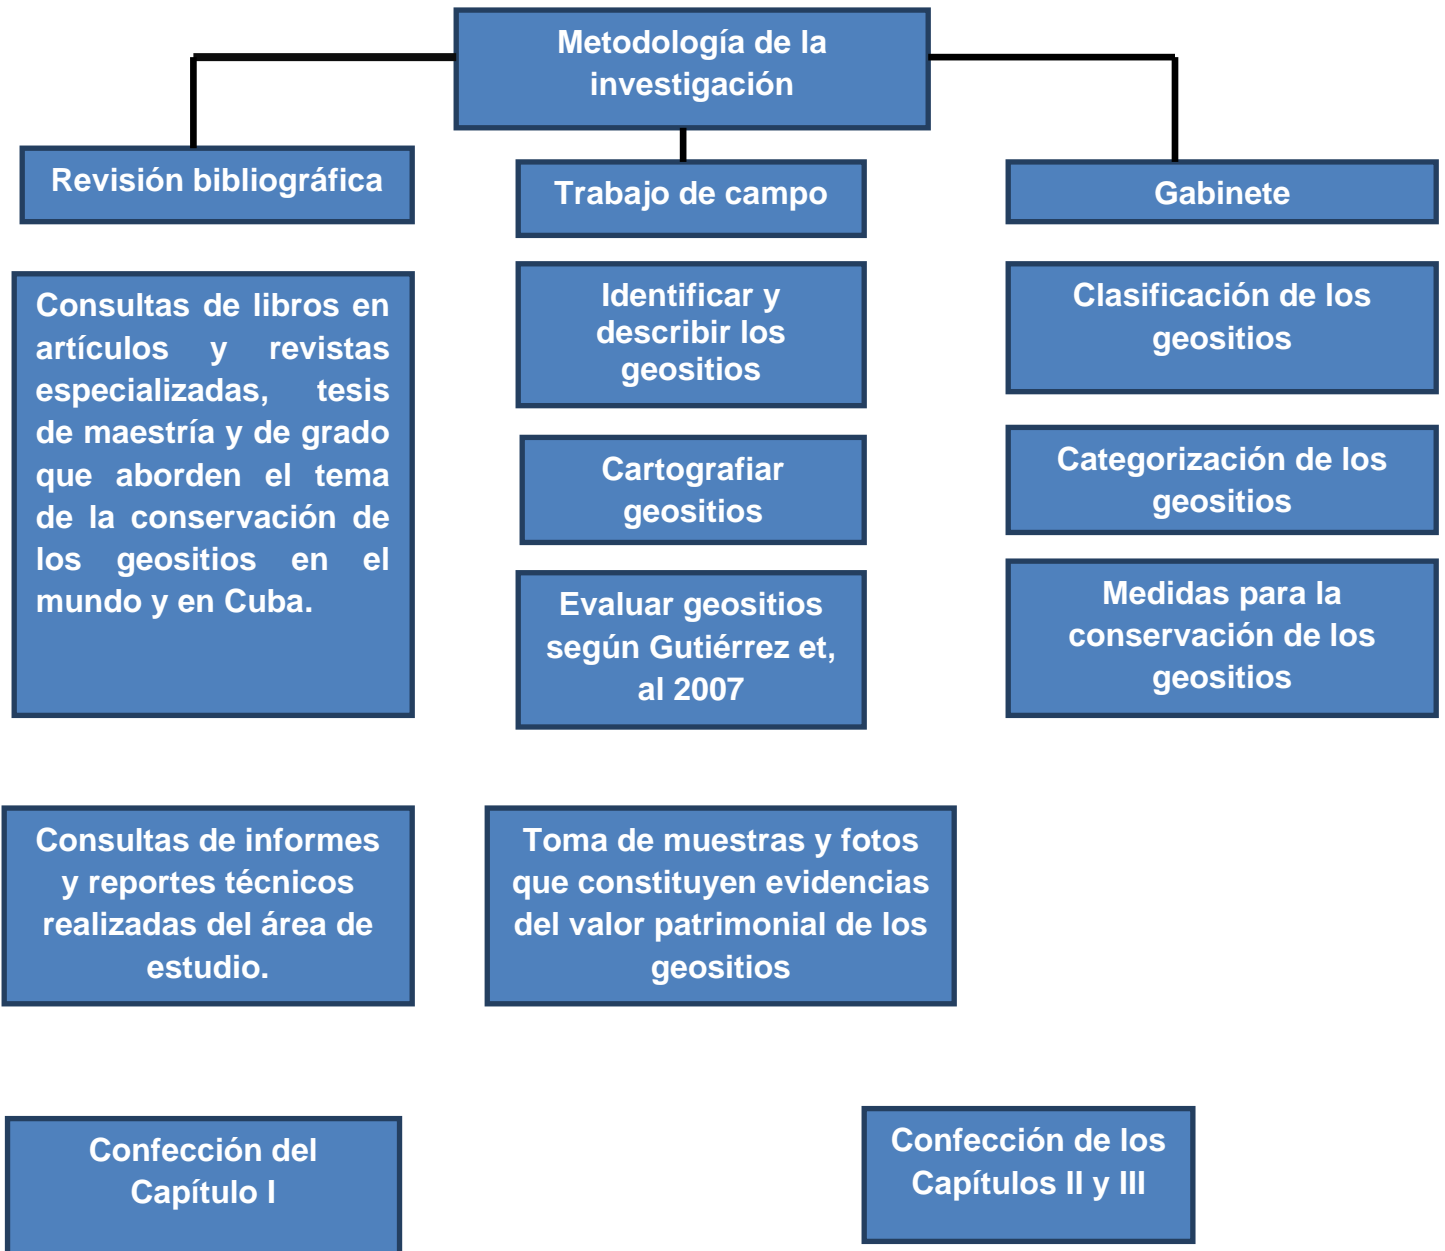 Metodología de la
investigación
Revisión bibliográfica
Consultas de libros en
artículos y revistas
especializadas, tesis
de maestría y de grado
que aborden el tema
de la conservación de
los geositios en el
mundo y en Cuba.
Consultas de informes
y reportes técnicos
realizadas del área de
estudio.
Confección del
Capítulo I
Trabajo de campo
Identificar y
describir los
geositios
Cartografiar
geositios
Evaluar geositios
según Gutiérrez et,
al 2007
Toma de muestras y fotos
que constituyen evidencias
del valor patrimonial de los
geositios
Gabinete
Clasificación de los
geositios
Categorización de los
geositios
Medidas para la
conservación de los
geositios
Confección de los
Capítulos II y III